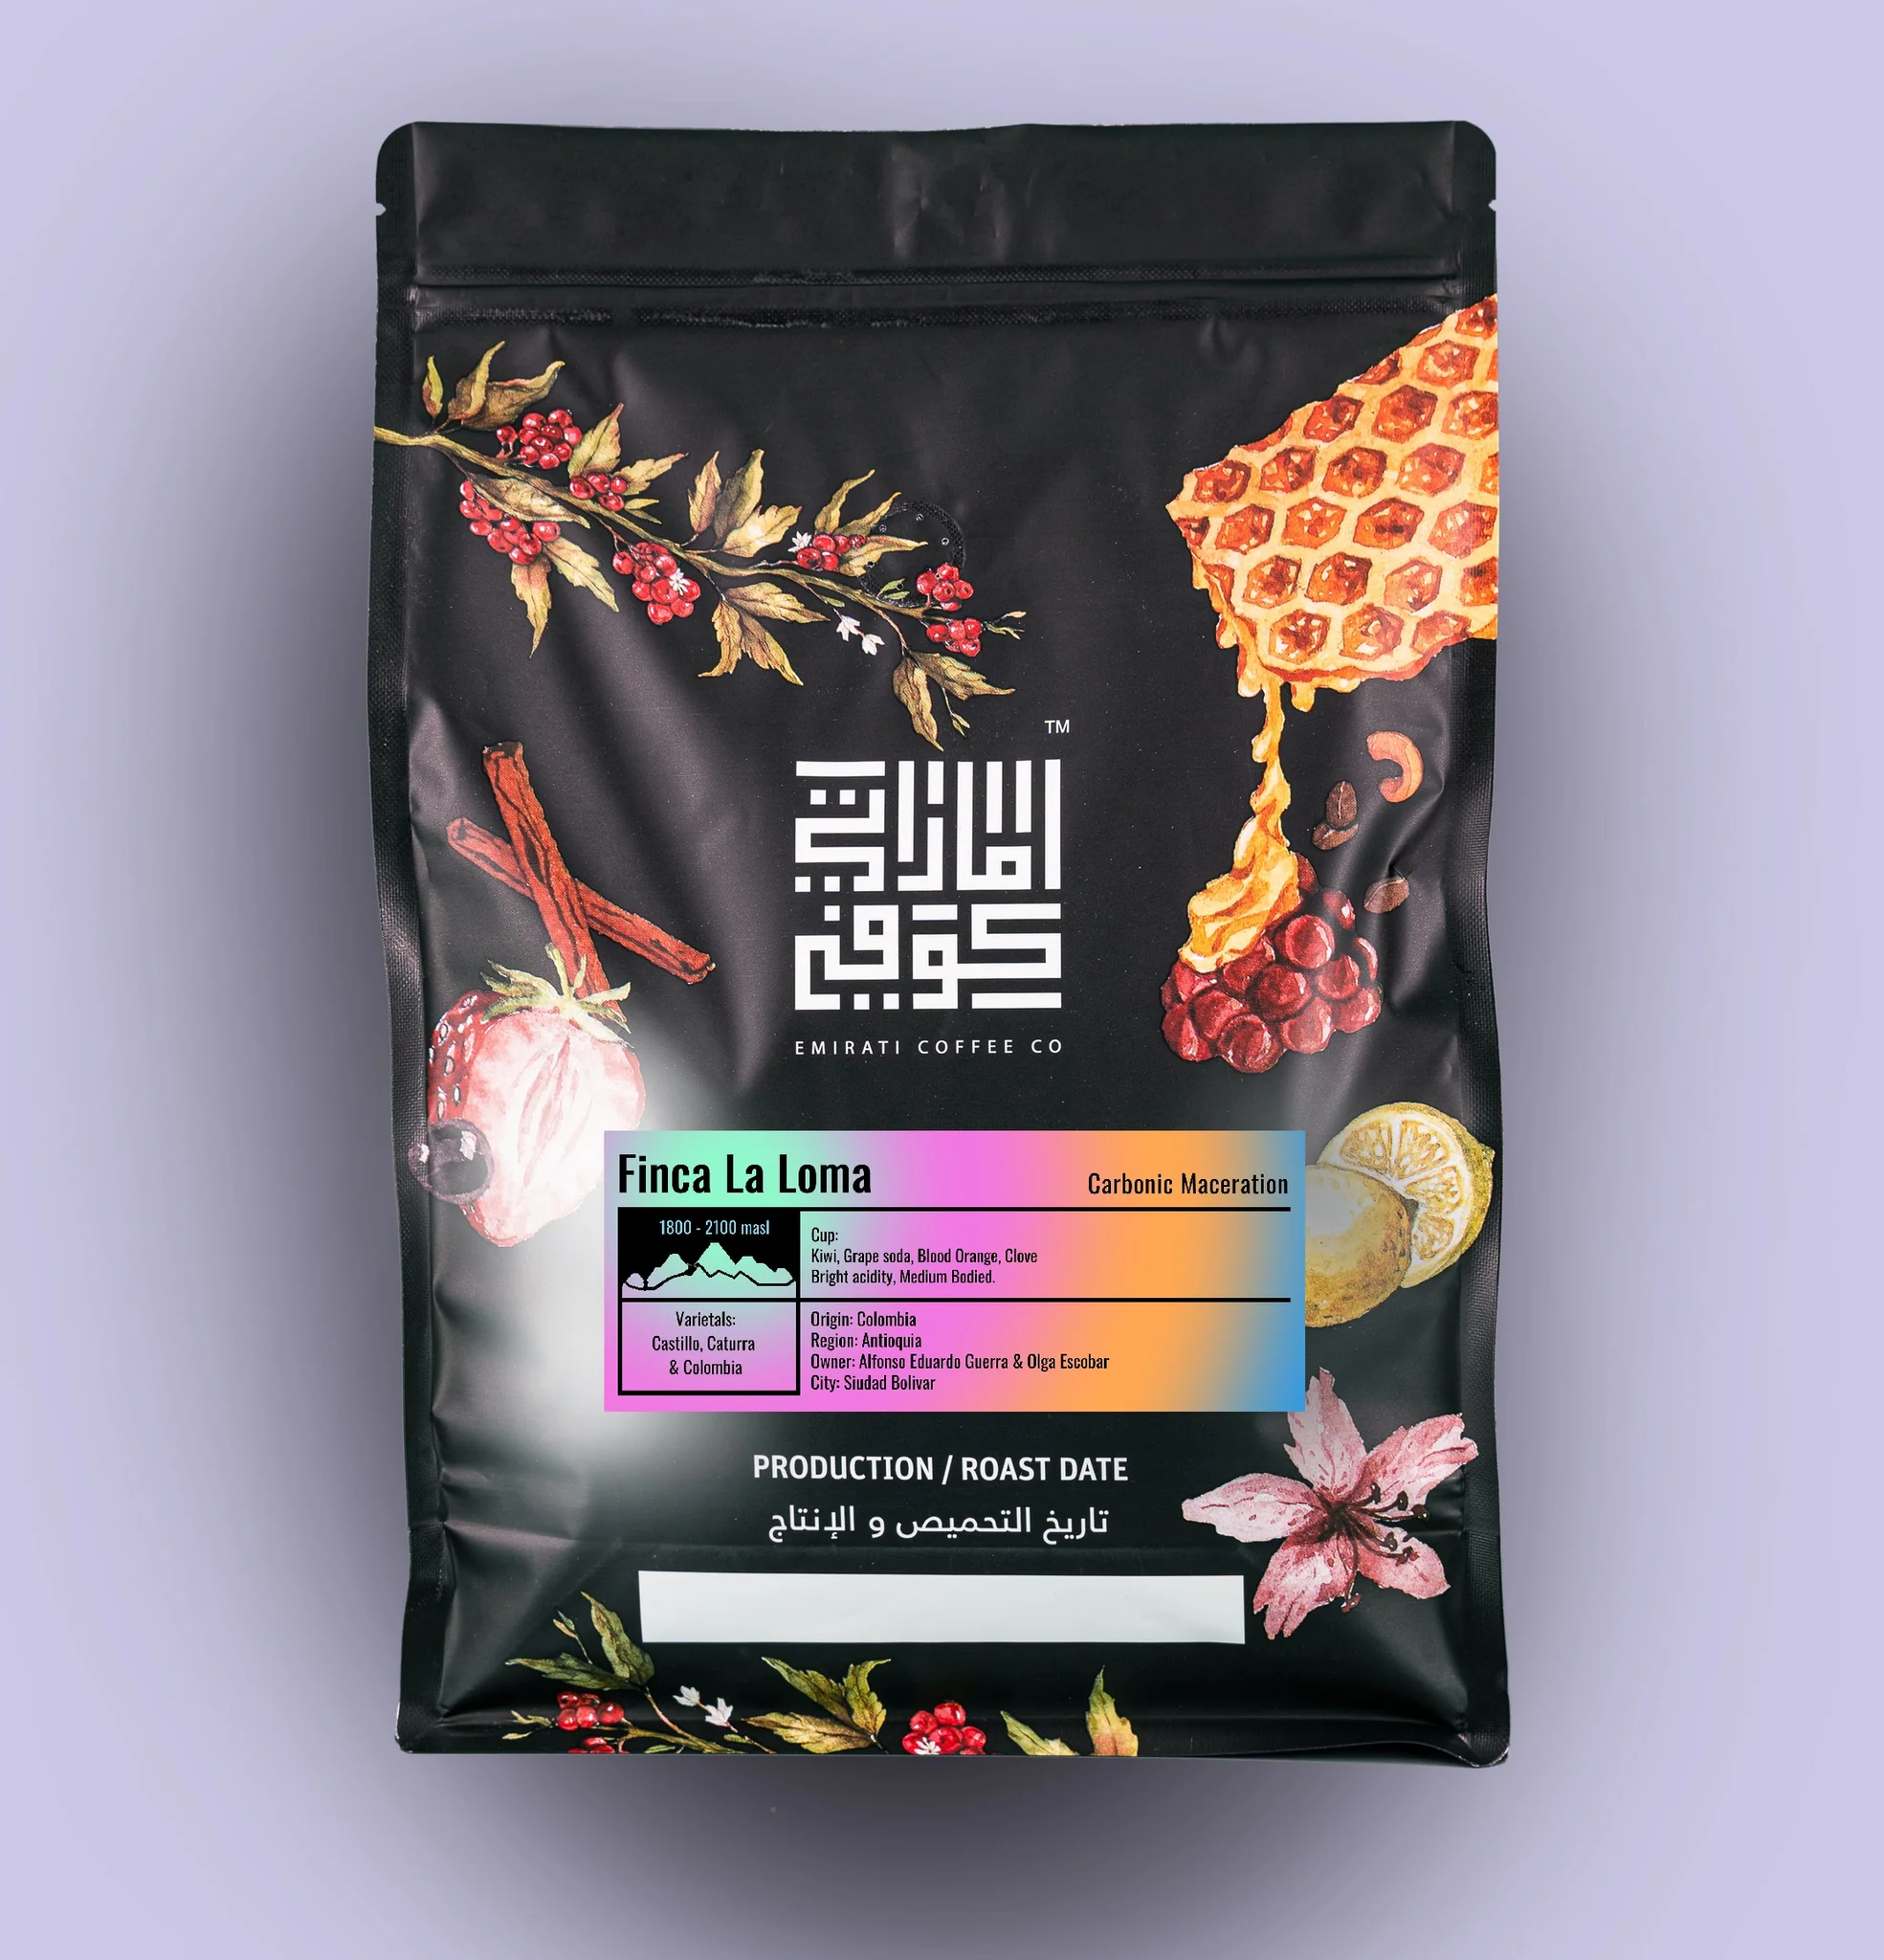 TM
اماراتي
كوفي
EMIRATI COFFEE CO
Finca La Loma
Carbonic Maceration
1800 - 2100 masl
Cup:
Kiwi, Grape soda, Blood Orange, Clove
Bright acidity, Medium Bodied.
Varietals:
Castillo, Caturra
& Colombia
Origin: Colombia
Region: Antioquia
Owner: Alfonso Eduardo Guerra & Olga Escobar
City: Siudad Bolivar
PRODUCTION / ROAST DATE
تاريخ التحميص و الإنتاج